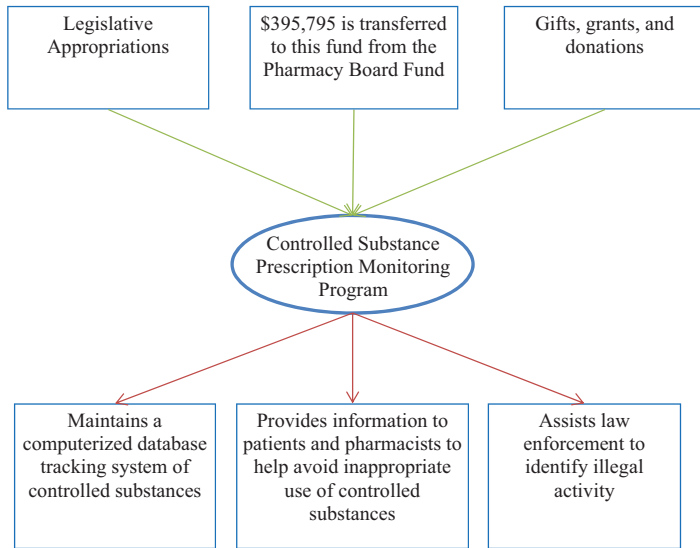 Legislative
Appropriations
$395,795 is transferred
to this fund from the
Pharmacy Board Fund
Gifts, grants, and
donations
Controlled Substance
Prescription Monitoring
Program
Maintains a
computerized database
tracking system of
controlled substances
Provides information to
patients and pharmacists to
help avoid inappropriate
use of controlled
substances
Assists law
enforcement to
identify illegal
activity